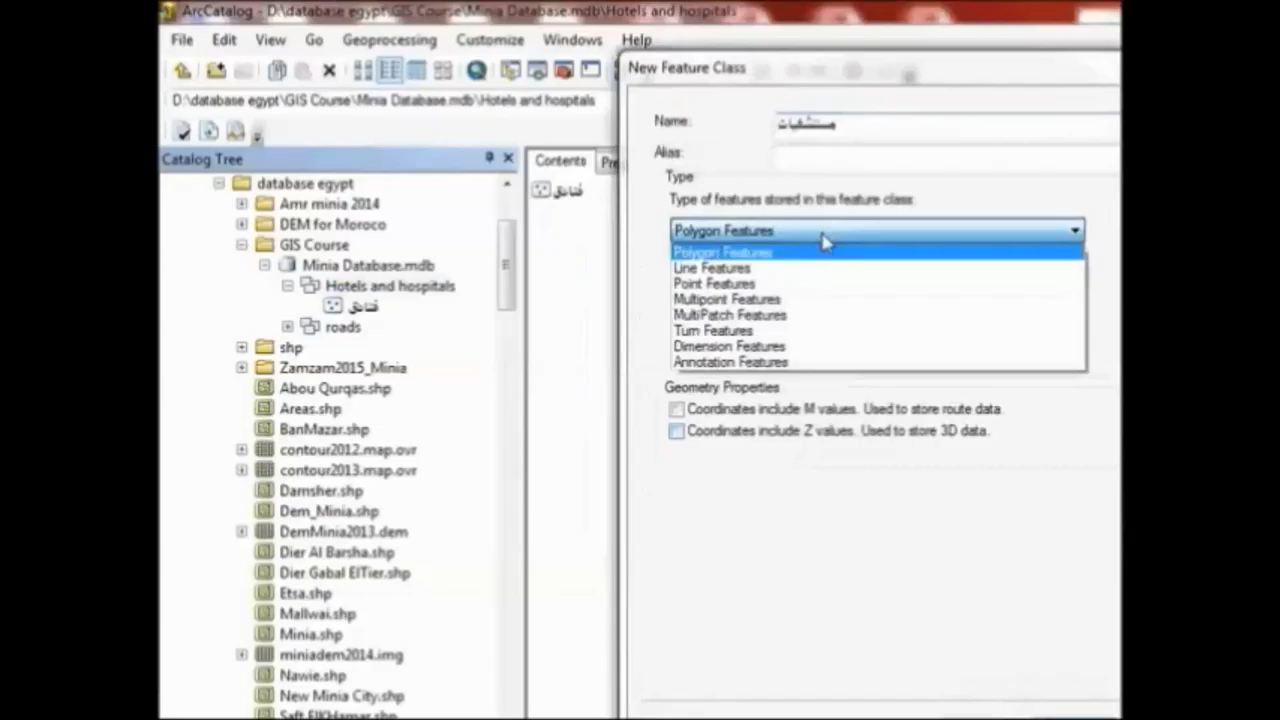 ArcCatalog - D:\database egypt\GIS Course\Minia Database.mdb\Hotels and hospitals
File Edit View Go Geoprocessing Customize Windows Help
New Feature Class
D:\database egypt\GIS Course\Minia Database.mdb\Hotels and hospitals
Name: مستشفيات
Alias:
Catalog Tree
Contents
Type
Type of features stored in this feature class:
Polygon Features
Polygon Features
Line Features
Point Features
Multipoint Features
MultiPatch Features
Turn Features
Dimension Features
Annotation Features
Geometry Properties
Coordinates include M values. Used to store route data.
Coordinates include Z values. Used to store 3D data.
فنادق
database egypt
Amr minia 2014
DEM for Moroco
GIS Course
Minia Database.mdb
Hotels and hospitals
فنادق
roads
shp
Zamzam2015_Minia
Abou Qurqas.shp
Areas.shp
BanMazar.shp
contour2012.map.ovr
contour2013.map.ovr
Damsher.shp
Dem_Minia.shp
DemMinia2013.dem
Dier Al Barsha.shp
Dier Gabal ElTier.shp
Etsa.shp
Mallwai.shp
Minia.shp
miniadem2014.img
Nawie.shp
New Minia City.shp
Saft ElKHamar.shp